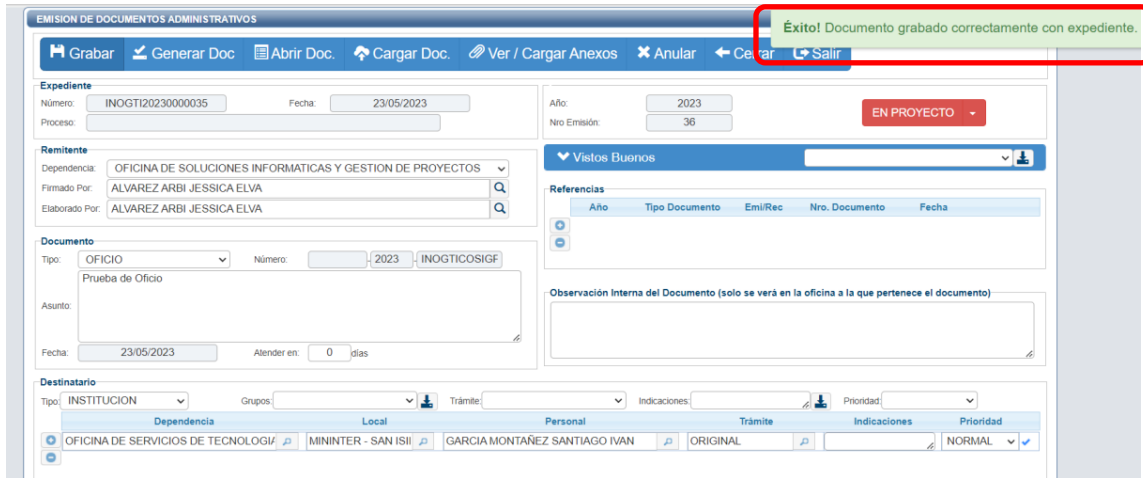 EMISION DE DOCUMENTOS ADMINISTRATIVOS
Éxito! Documento grabado correctamente con expediente.
Grabar Generar Doc Abrir Doc. Cargar Doc. Ver / Cargar Anexos Anular Cerrar Salir
Expediente
Número: INOGTI20230000035 Fecha: 23/05/2023
Proceso:
Año: 2023
Nro Emisión: 36
EN PROYECTO
Remitente
Dependencia: OFICINA DE SOLUCIONES INFORMATICAS Y GESTION DE PROYECTOS
Firmado Por: ALVAREZ ARBI JESSICA ELVA
Elaborado Por: ALVAREZ ARBI JESSICA ELVA
Vistos Buenos
Referencias
Año Tipo Documento Emi/Rec Nro. Documento Fecha
Documento
Tipo: OFICIO Número: - 2023 - INOGTICOSIGF
Asunto: Prueba de Oficio
Fecha: 23/05/2023 Atender en: 0 días
Observación Interna del Documento (solo se verá en la oficina a la que pertenece el documento)
Destinatario
Tipo: INSTITUCION Grupos: Trámite: Indicaciones: Prioridad:
Dependencia Local Personal Trámite Indicaciones Prioridad
OFICINA DE SERVICIOS DE TECNOLOGIA MININTER - SAN ISII GARCIA MONTAÑEZ SANTIAGO IVAN ORIGINAL NORMAL